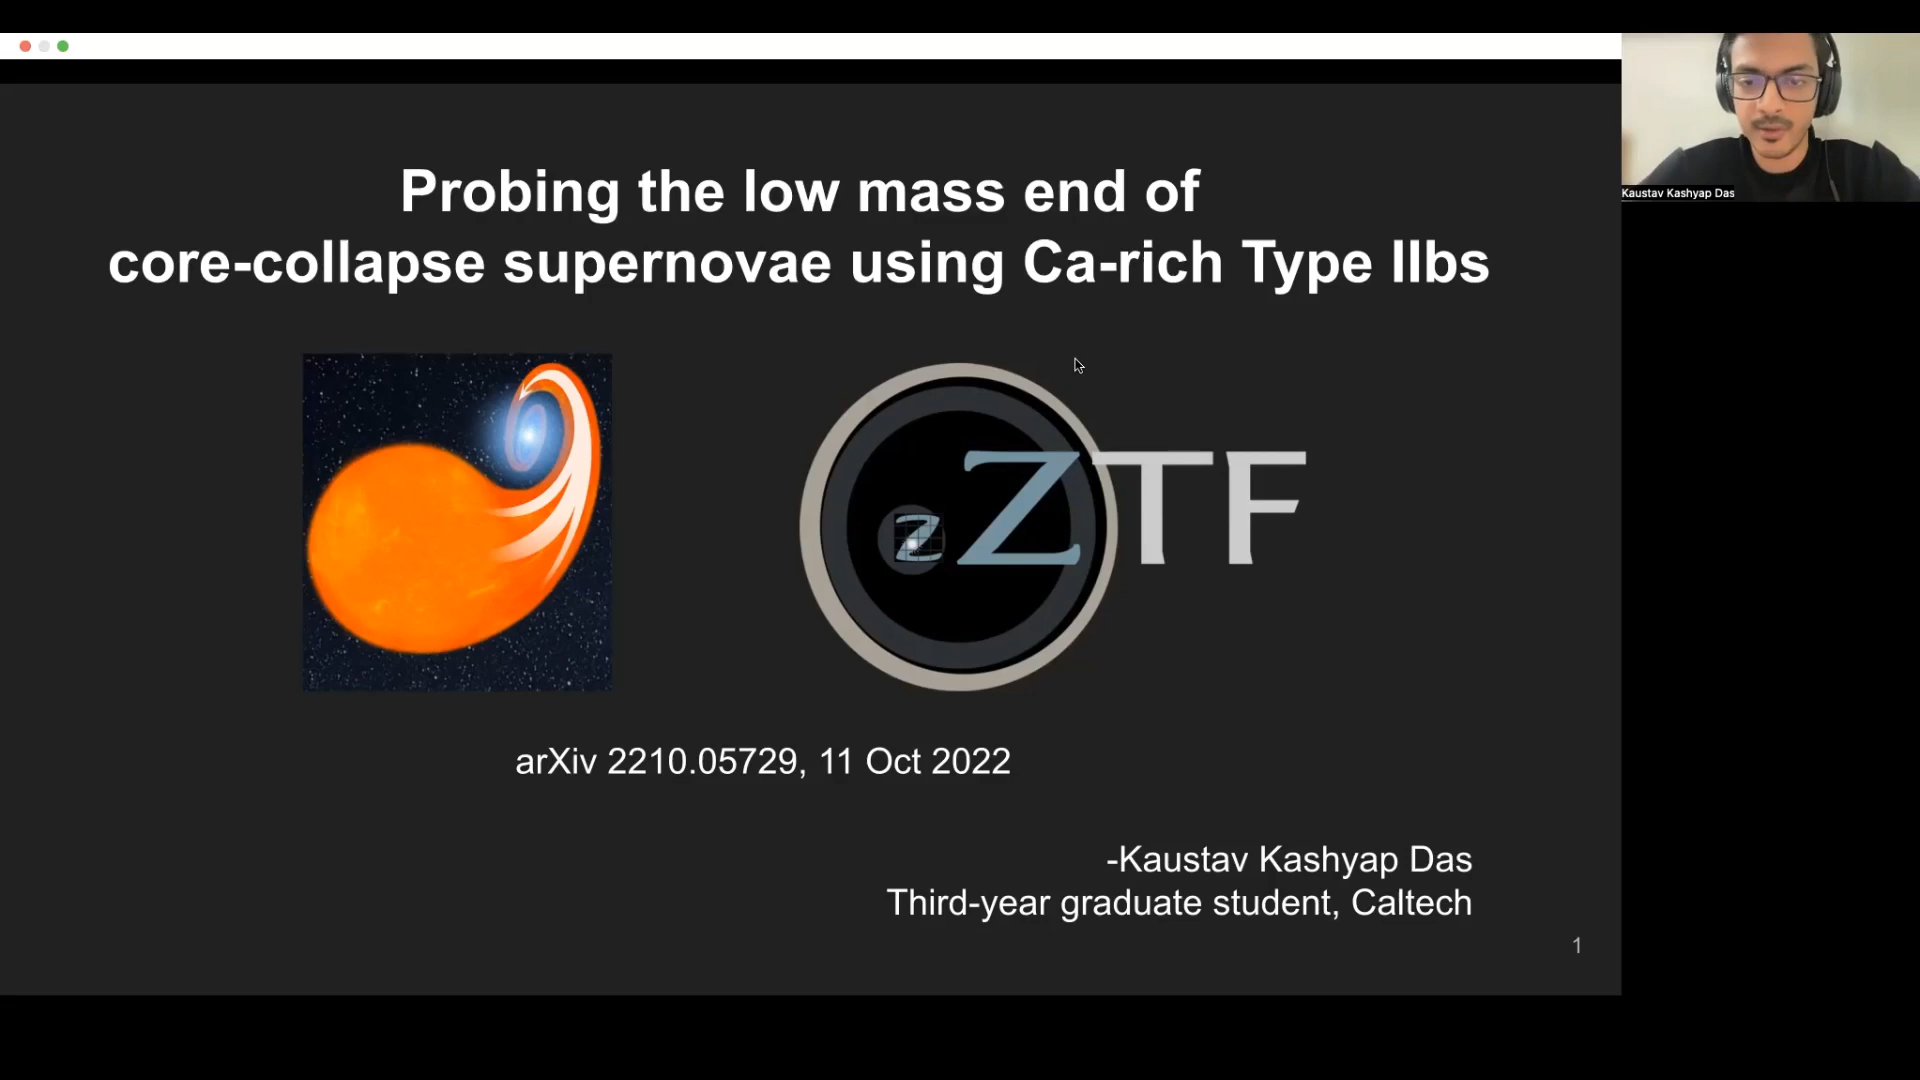 Probing the low mass end of
core-collapse supernovae using Ca-rich Type IIbs
z
ZTF
arXiv 2210.05729, 11 Oct 2022
-Kaustav Kashyap Das
Third-year graduate student, Caltech
1
Kaustav Kashyap Das